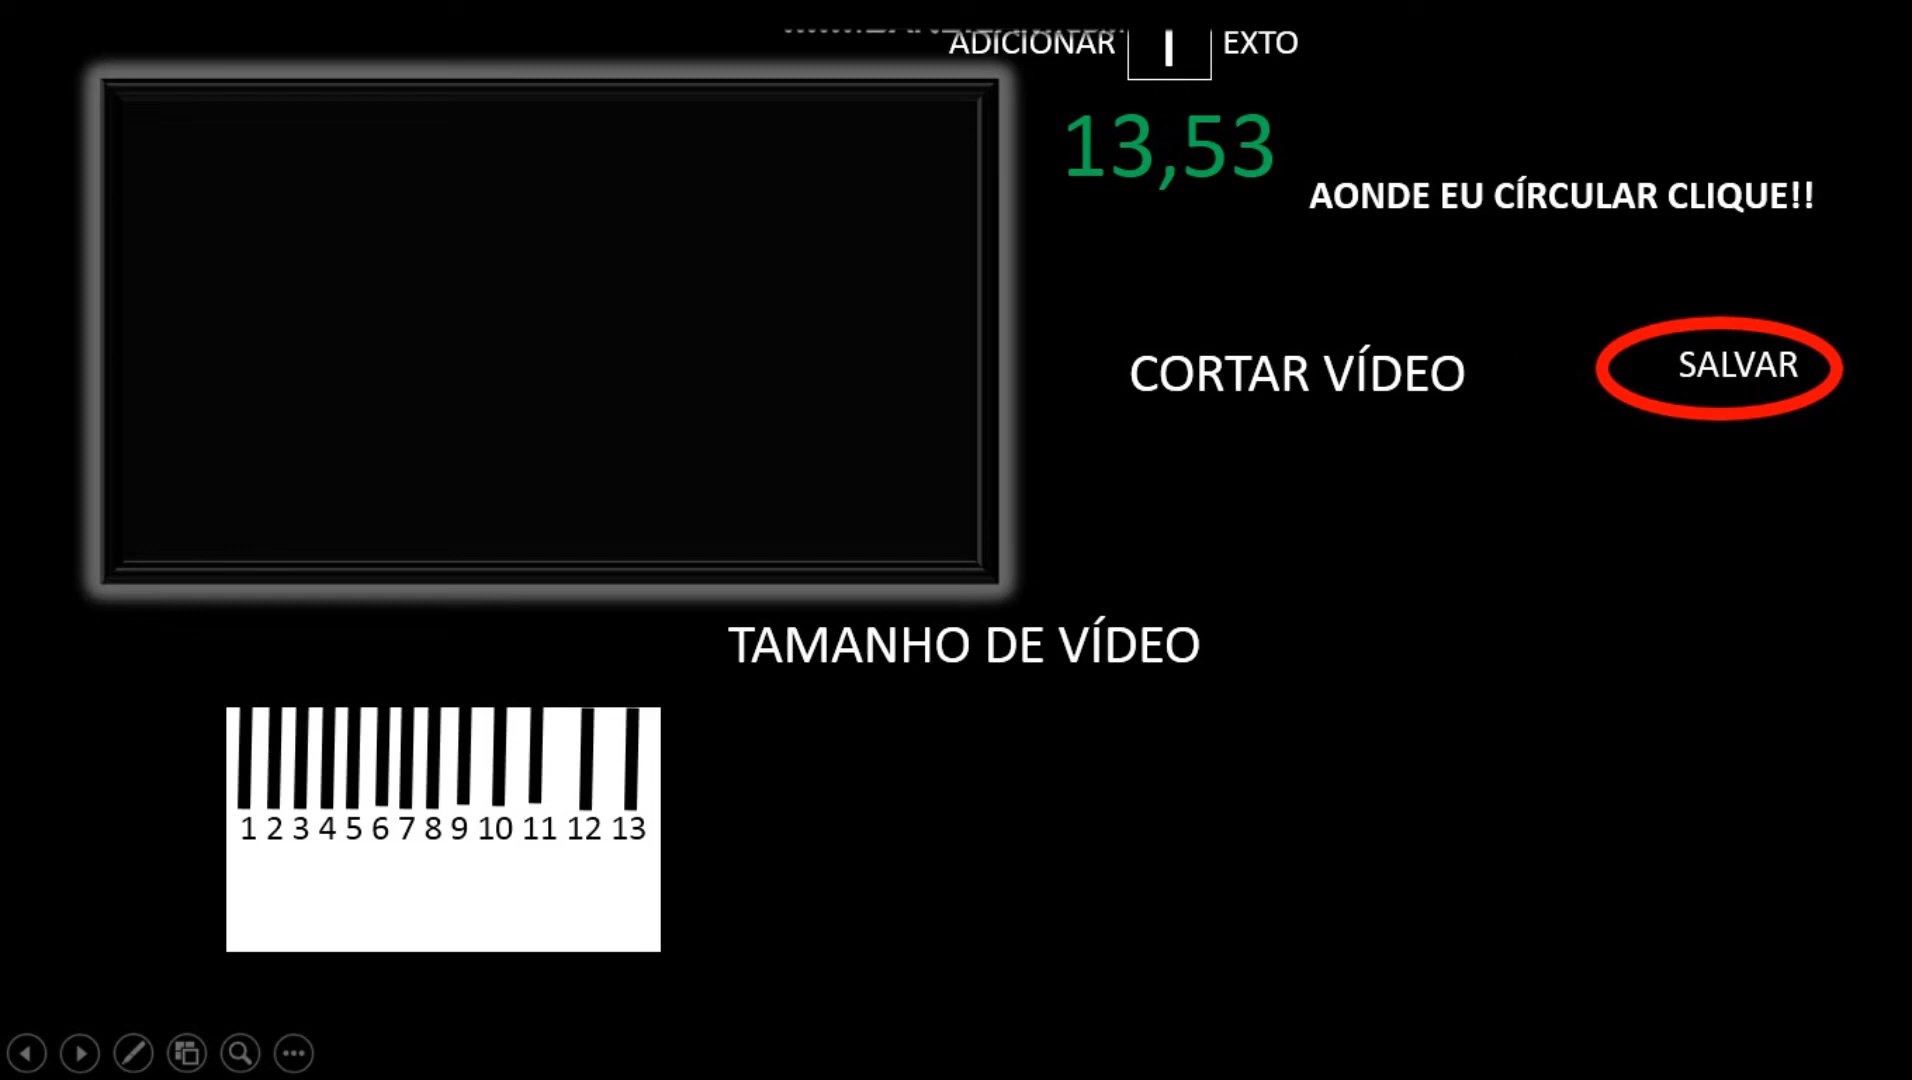 ADICIONAR T EXTO
13,53
AONDE EU CÍRCULAR CLIQUE!!
CORTAR VÍDEO
SALVAR
TAMANHO DE VÍDEO
1 2 3 4 5 6 7 8 9 10 11 12 13